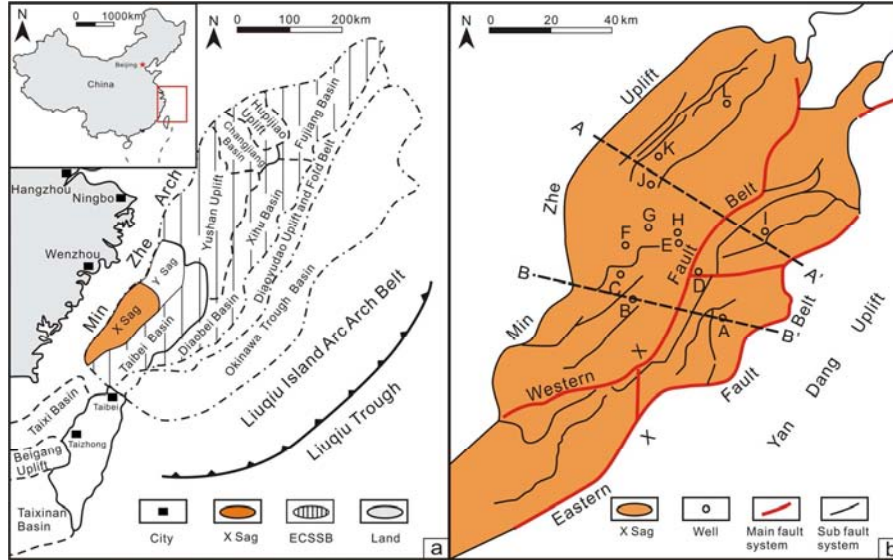 N
0 1000km
Beijing
China
N
0 100 200km
Hangzhou
Ningbo
Wenzhou
Min Zhe Arch
X Sag
Y Sag
Yushan Uplift
Changjiang Basin
Hupijiao Uplift
Fujiang Basin
Xihu Basin
Taibei Basin
Diaobei Basin
Diaoyudao Uplift and Fold Belt
Okinawa Trough Basin
Liuqiu Island Arc Arch Belt
Liuqiu Trough
Taixi Basin
Taibei
Taizhong
Beigang Uplift
Taixinan Basin
City
X Sag
ECSSB
Land
a
N
0 20 40 km
Min Zhe Uplift
A
L
K
J
G
H
F
E
I
A'
B
C
B
D
A
B'
Western X Fault Belt
Eastern X Fault Belt
Yan Dang Uplift
X Sag
Well
Main fault system
Sub fault system
b